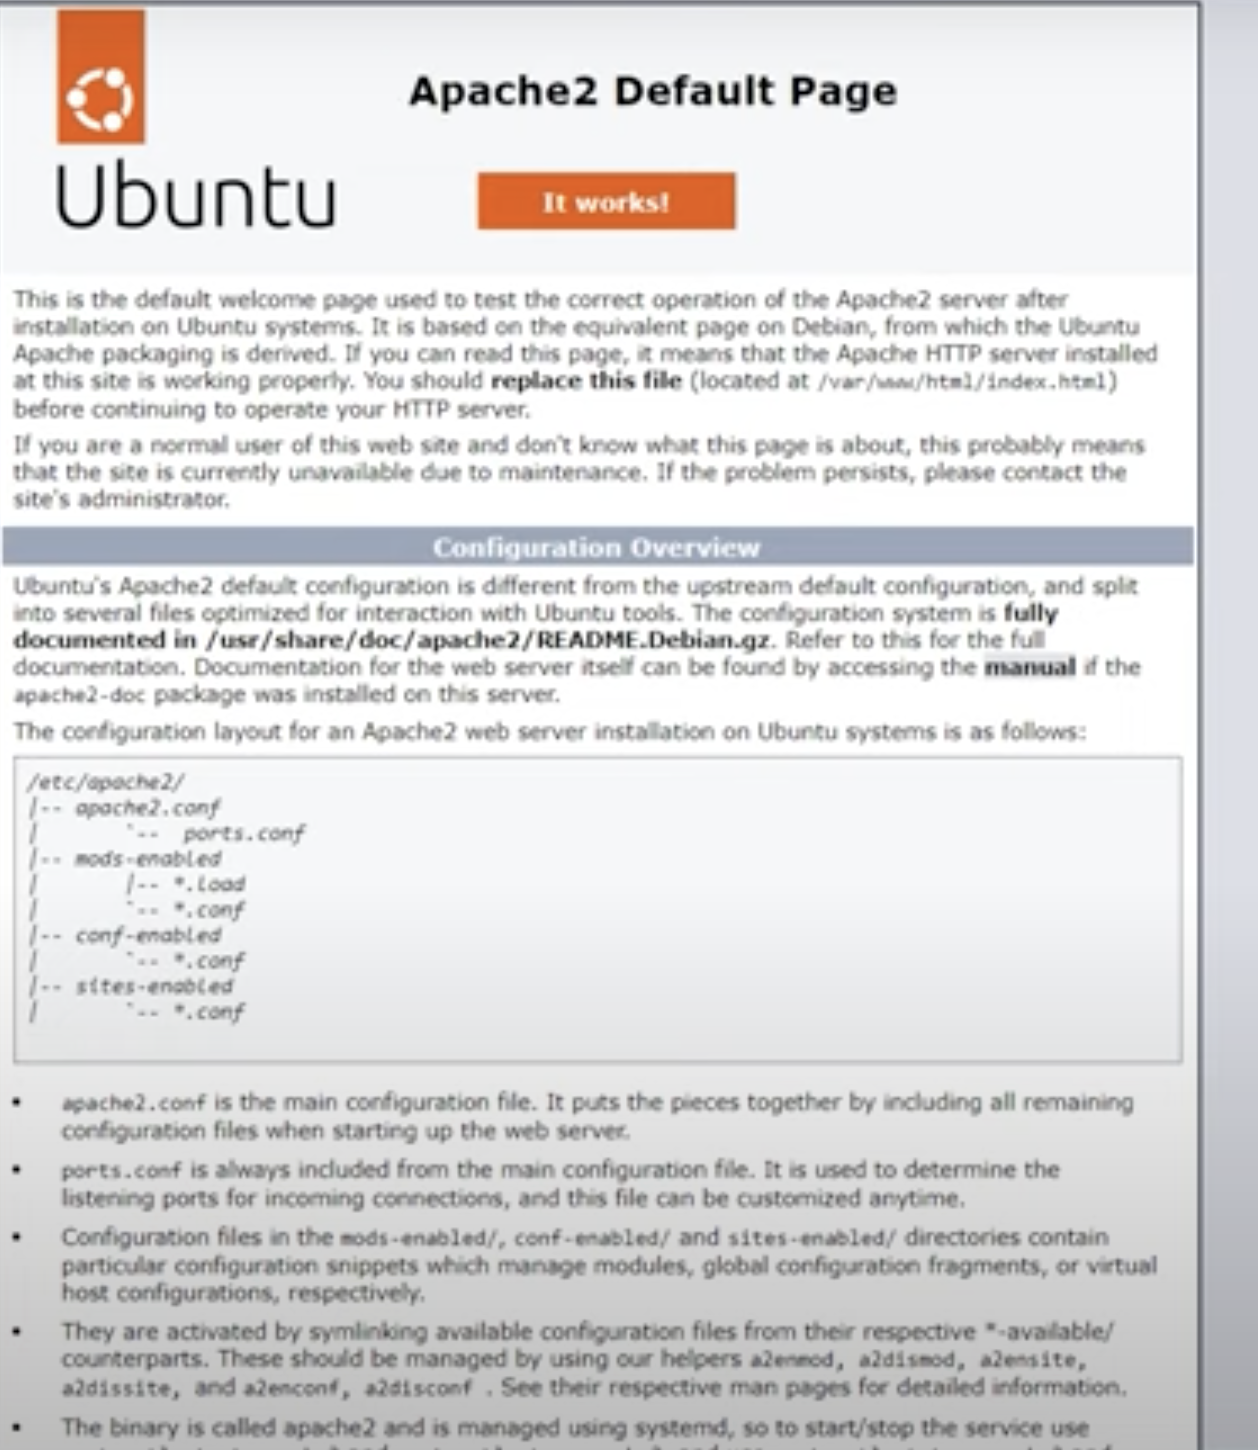 Apache2 Default Page
Ubuntu
It works!
This is the default welcome page used to test the correct operation of the Apache2 server after
installation on Ubuntu systems. It is based on the equivalent page on Debian, from which the Ubuntu
Apache packaging is derived. If you can read this page, it means that the Apache HTTP server installed
at this site is working properly. You should replace this file (located at /var/www/html/index.html)
before continuing to operate your HTTP server.
If you are a normal user of this web site and don't know what this page is about, this probably means
that the site is currently unavailable due to maintenance. If the problem persists, please contact the
site's administrator.
Configuration Overview
Ubuntu's Apache2 default configuration is different from the upstream default configuration, and split
into several files optimized for interaction with Ubuntu tools. The configuration system is fully
documented in /usr/share/doc/apache2/README.Debian.gz. Refer to this for the full
documentation. Documentation for the web server itself can be found by accessing the manual if the
apache2-doc package was installed on this server.
The configuration layout for an Apache2 web server installation on Ubuntu systems is as follows:
/etc/apache2/
|-- apache2.conf
|       `--  ports.conf
|-- mods-enabled
|       |-- *.load
|       `-- *.conf
|-- conf-enabled
|       `-- *.conf
|-- sites-enabled
|       `-- *.conf
• apache2.conf is the main configuration file. It puts the pieces together by including all remaining
configuration files when starting up the web server.
• ports.conf is always included from the main configuration file. It is used to determine the
listening ports for incoming connections, and this file can be customized anytime.
• Configuration files in the mods-enabled/, conf-enabled/ and sites-enabled/ directories contain
particular configuration snippets which manage modules, global configuration fragments, or virtual
host configurations, respectively.
• They are activated by symlinking available configuration files from their respective *-available/
counterparts. These should be managed by using our helpers a2enmod, a2dismod, a2ensite,
a2dissite, and a2enconf, a2disconf . See their respective man pages for detailed information.
• The binary is called apache2 and is managed using systemd, so to start/stop the service use